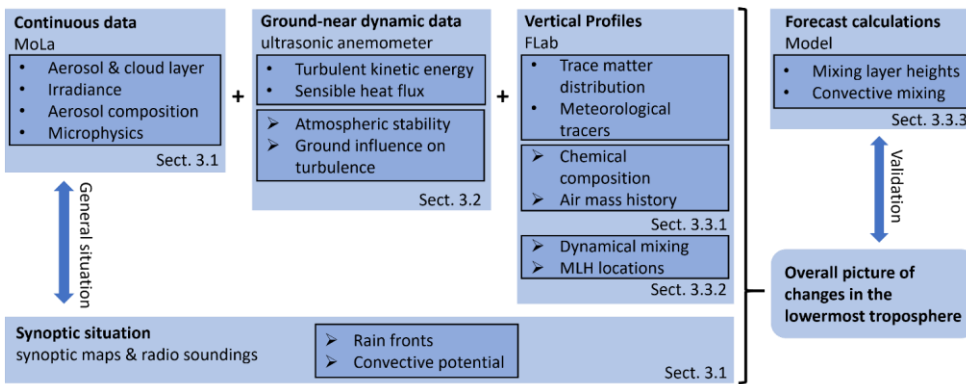 Continuous data
MoLa
• Aerosol & cloud layer
• Irradiance
• Aerosol composition
• Microphysics
Sect. 3.1
+
Ground-near dynamic data
ultrasonic anemometer
• Turbulent kinetic energy
• Sensible heat flux
➢ Atmospheric stability
➢ Ground influence on
turbulence
Sect. 3.2
+
Vertical Profiles
FLab
• Trace matter
distribution
• Meteorological
tracers
➢ Chemical
composition
➢ Air mass history
Sect. 3.3.1
➢ Dynamical mixing
➢ MLH locations
Sect. 3.3.2
Forecast calculations
Model
• Mixing layer heights
• Convective mixing
Sect. 3.3.3
General situation
Validation
Overall picture of
changes in the
lowermost troposphere
Synoptic situation
synoptic maps & radio soundings
➢ Rain fronts
➢ Convective potential
Sect. 3.1